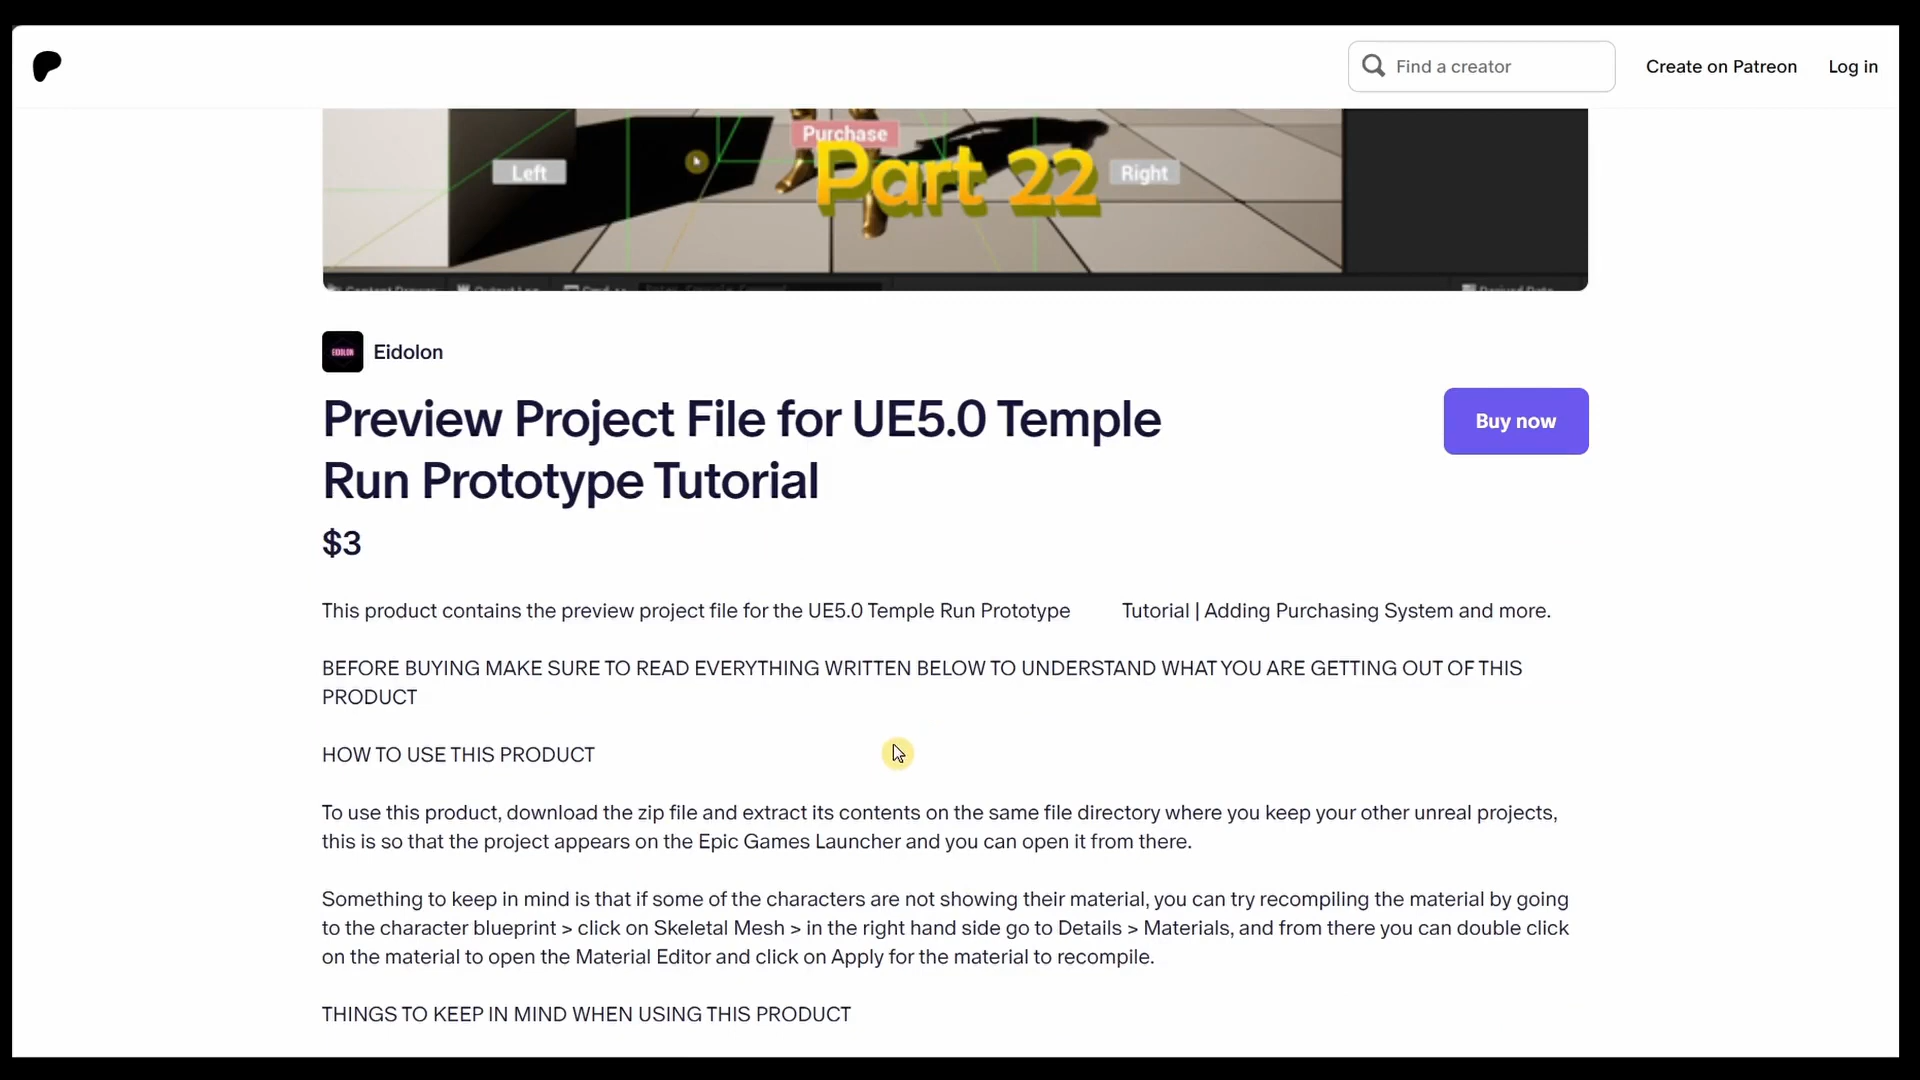 Find a creator
Create on Patreon
Log in
Purchase
Left
Part 22
Right
EIDOLON
Eidolon
Preview Project File for UE5.0 Temple
Run Prototype Tutorial
Buy now
$3
This product contains the preview project file for the UE5.0 Temple Run Prototype Tutorial | Adding Purchasing System and more.
BEFORE BUYING MAKE SURE TO READ EVERYTHING WRITTEN BELOW TO UNDERSTAND WHAT YOU ARE GETTING OUT OF THIS
PRODUCT
HOW TO USE THIS PRODUCT
To use this product, download the zip file and extract its contents on the same file directory where you keep your other unreal projects,
this is so that the project appears on the Epic Games Launcher and you can open it from there.
Something to keep in mind is that if some of the characters are not showing their material, you can try recompiling the material by going
to the character blueprint > click on Skeletal Mesh > in the right hand side go to Details > Materials, and from there you can double click
on the material to open the Material Editor and click on Apply for the material to recompile.
THINGS TO KEEP IN MIND WHEN USING THIS PRODUCT